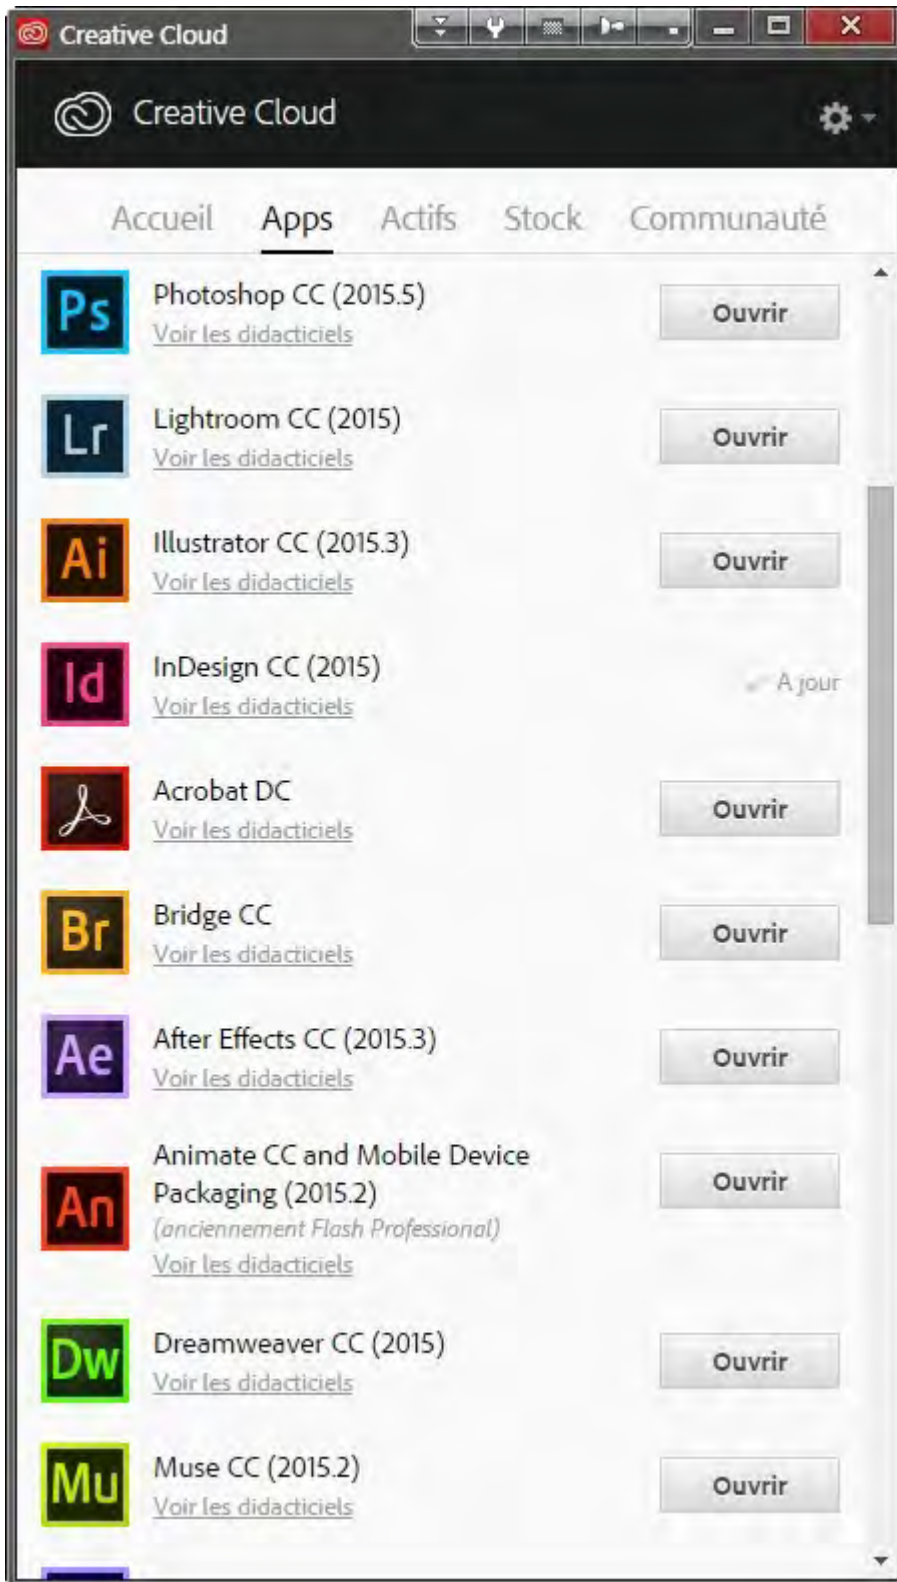 Creative Cloud
Creative Cloud
Accueil Apps Actifs Stock Communauté
Ps Photoshop CC (2015.5) Ouvrir
Voir les didacticiels
Lr Lightroom CC (2015) Ouvrir
Voir les didacticiels
Ai Illustrator CC (2015.3) Ouvrir
Voir les didacticiels
Id InDesign CC (2015) A jour
Voir les didacticiels
Acrobat DC Ouvrir
Voir les didacticiels
Br Bridge CC Ouvrir
Voir les didacticiels
Ae After Effects CC (2015.3) Ouvrir
Voir les didacticiels
An Animate CC and Mobile Device Ouvrir
Packaging (2015.2)
(anciennement Flash Professional)
Voir les didacticiels
Dw Dreamweaver CC (2015) Ouvrir
Voir les didacticiels
Mu Muse CC (2015.2) Ouvrir
Voir les didacticiels